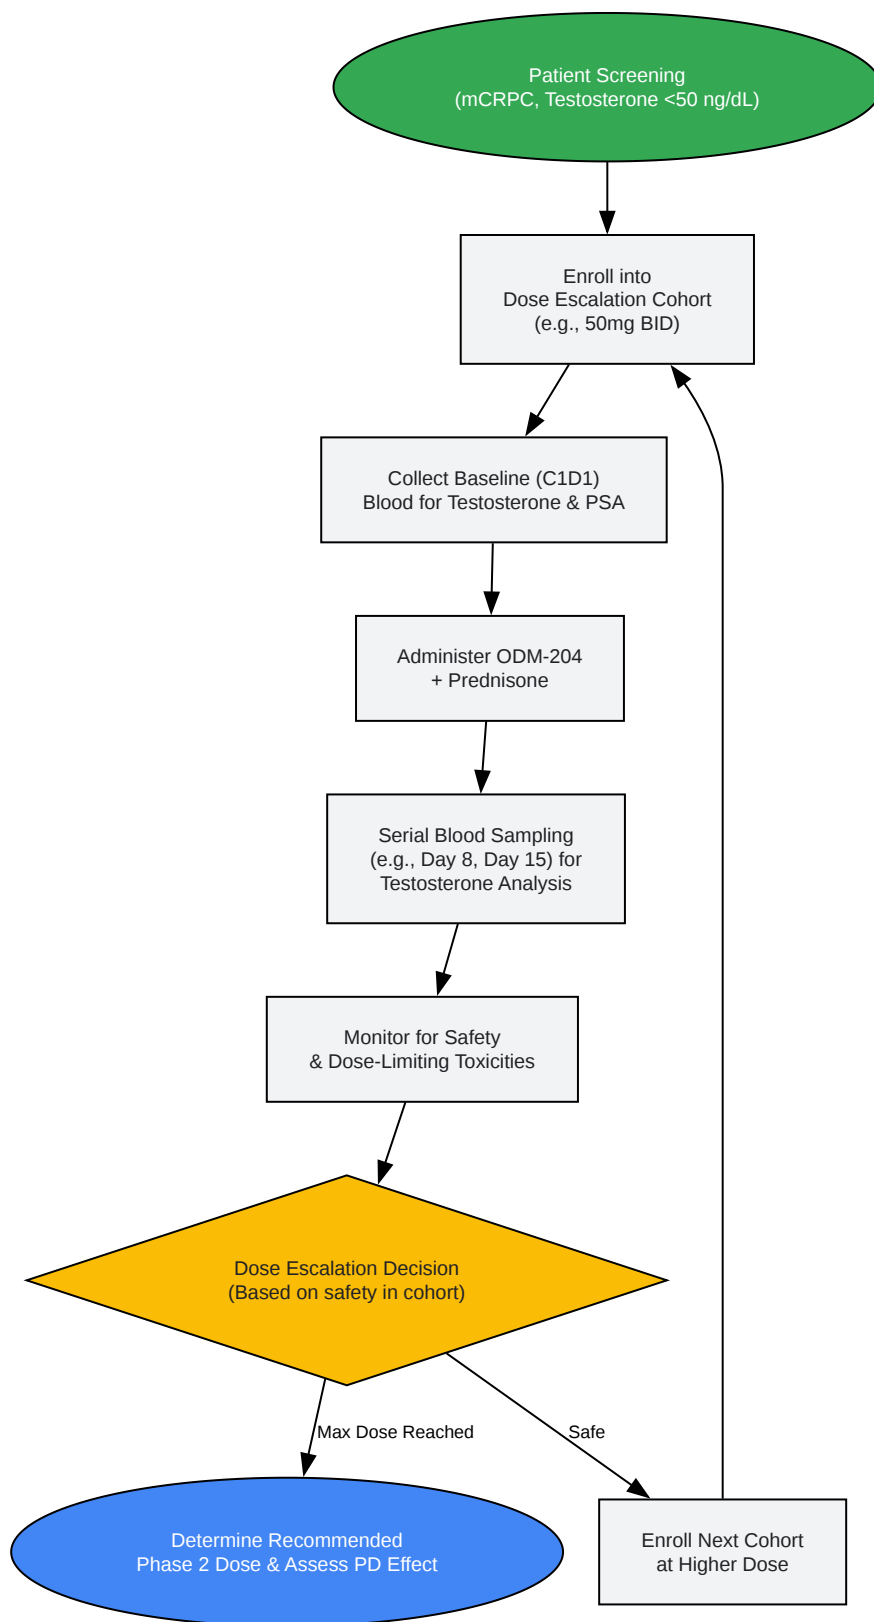 Patient Screening
(mCRPC, Testosterone <50 ng/dL)
Enroll into
Dose Escalation Cohort
(e.g., 50mg BID)
Collect Baseline (C1D1)
Blood for Testosterone & PSA
Administer ODM-204
+ Prednisone
Serial Blood Sampling
(e.g., Day 8, Day 15) for
Testosterone Analysis
Monitor for Safety
& Dose-Limiting Toxicities
Dose Escalation Decision
(Based on safety in cohort)
Max Dose Reached
Safe
Determine Recommended
Phase 2 Dose & Assess PD Effect
Enroll Next Cohort
at Higher Dose